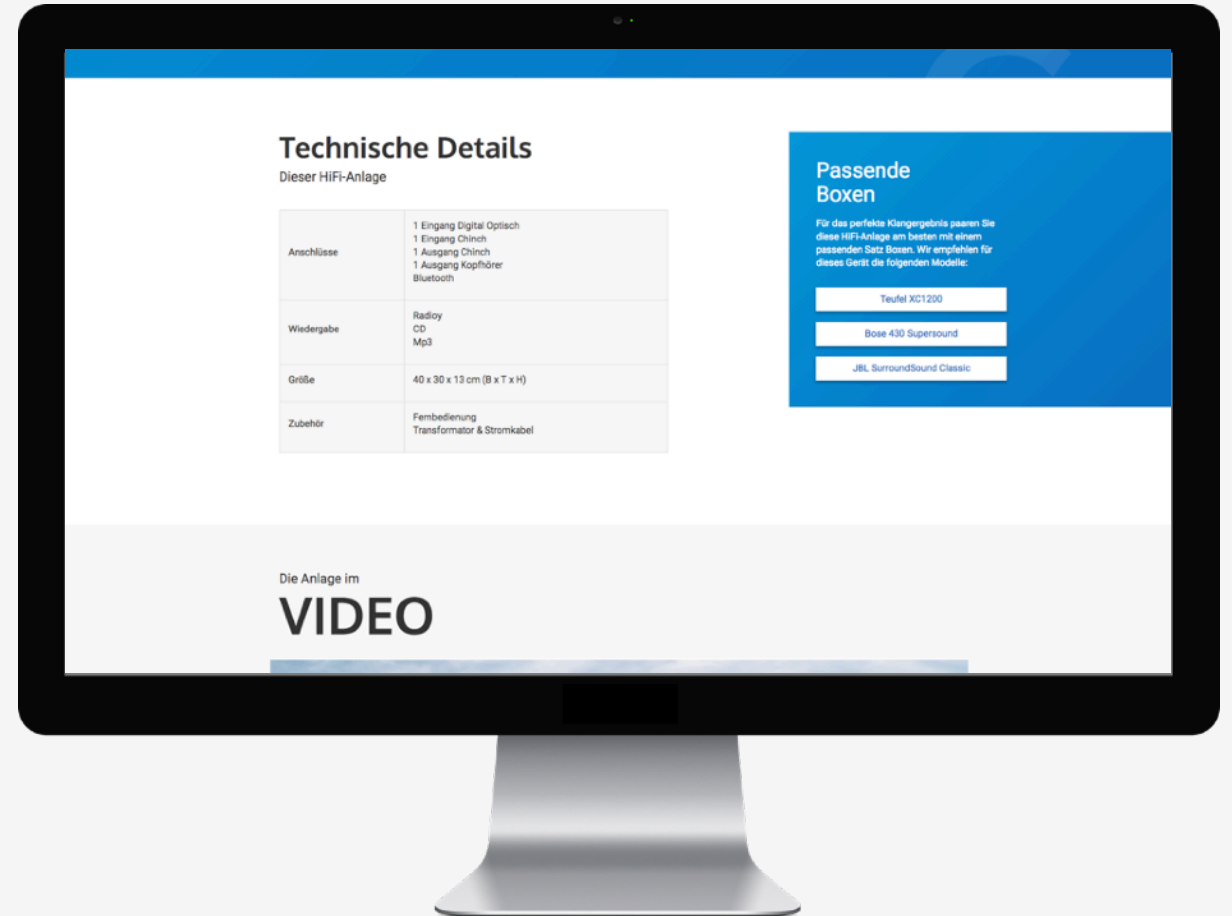 Technische Details
Dieser HiFi-Anlage
Anschlüsse
1 Eingang Digital Optisch
1 Eingang Chinch
1 Ausgang Chinch
1 Ausgang Kopfhörer
Bluetooth
Wiedergabe
Radioy
CD
Mp3
Größe
40 x 30 x 13 cm (B x T x H)
Zubehör
Fernbedienung
Transformator & Stromkabel
Passende
Boxen
Für das perfekte Klangergebnis paaren Sie
diese HiFi-Anlage am besten mit einem
passenden Satz Boxen. Wir empfehlen für
dieses Gerät die folgenden Modelle:
Teufel XC1200
Bose 430 Supersound
JBL SurroundSound Classic
Die Anlage im
VIDEO